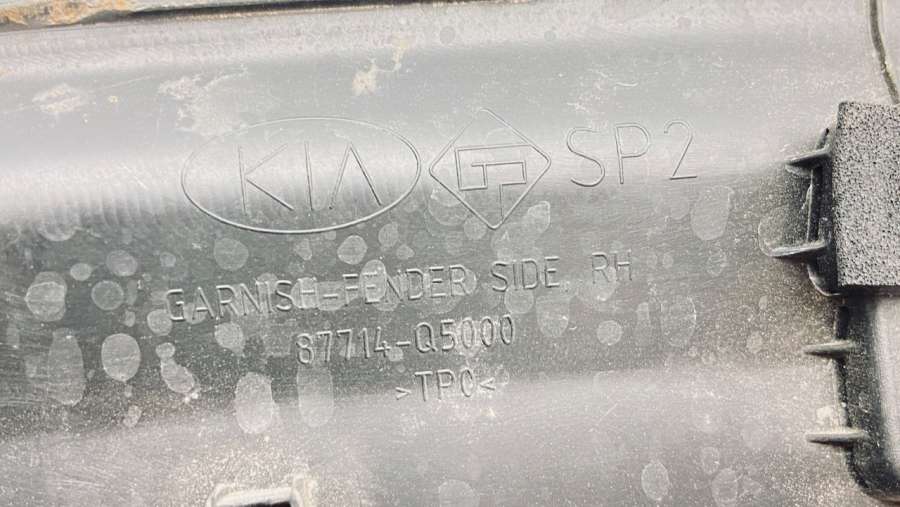 KIA SP2
GARNISH-FENDER SIDE, RH
87714-Q5000
>TPO<